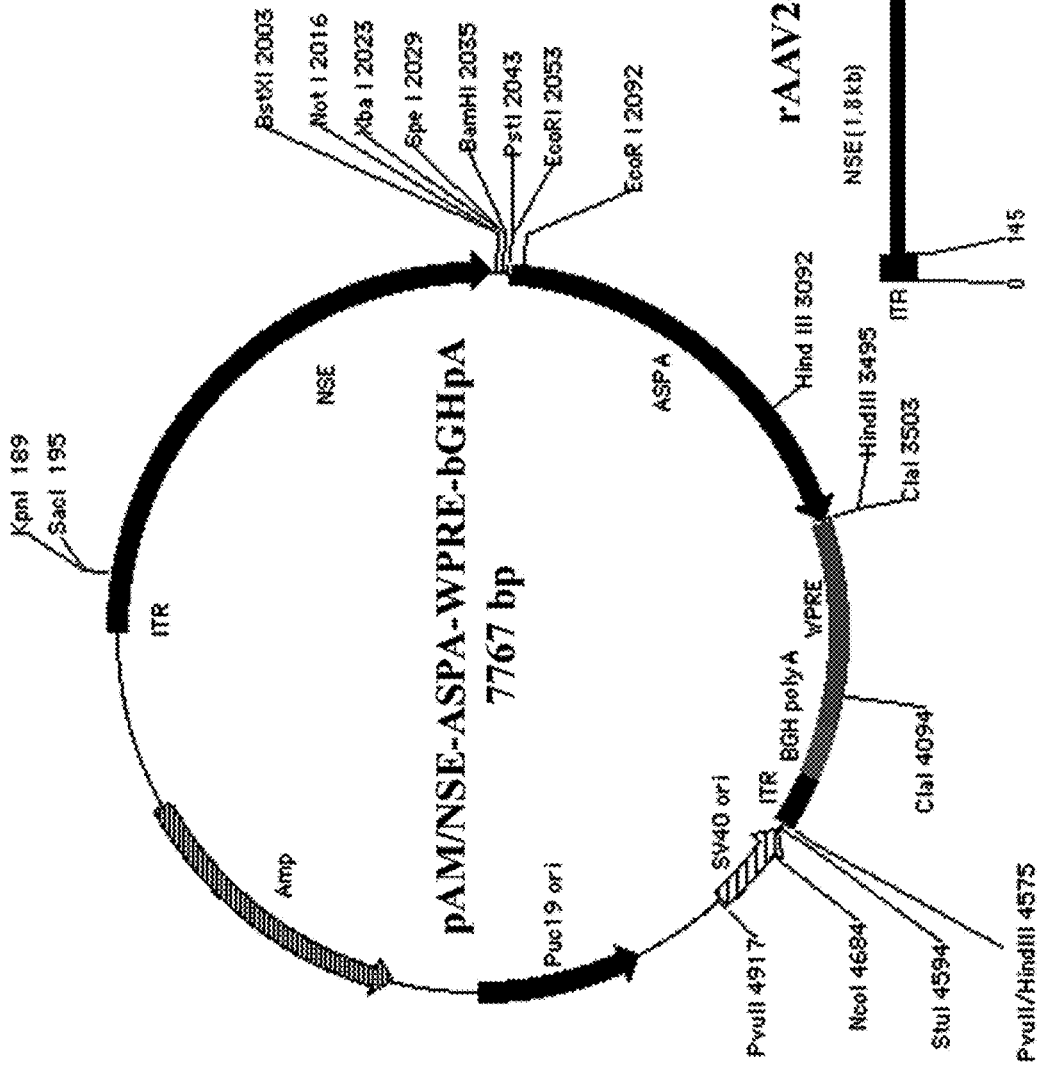 KpnI 189
SacI 195
ITR
NSE
BstXI 2003
Not I 2016
Xba I 2023
Spe I 2029
BamHI 2035
PstI 2043
EcoRI 2053
EcoR I 2092
pAM/NSE-ASPA-WPRE-bGHpA
7767 bp
ASPA
Hind III 3092
HindIII 3495
ClaI 3503
WPRE
BGH polyA
ClaI 4094
ITR
SV40 ori
PvuII/HindIII 4575
StuI 4594
NcoI 4684
PvuII 4917
Puc19 ori
Amp
rAAV2
NSE(1.8kb)
ITR
0
145